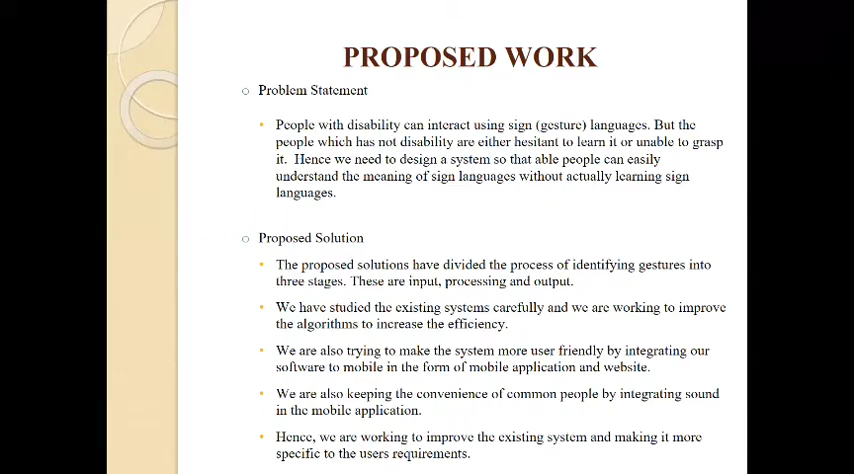 PROPOSED WORK
Problem Statement
People with disability can interact using sign (gesture) languages. But the
people which has not disability are either hesitant to learn it or unable to grasp
it. Hence we need to design a system so that able people can easily
understand the meaning of sign languages without actually learning sign
languages.
Proposed Solution
The proposed solutions have divided the process of identifying gestures into
three stages. These are input, processing and output.
We have studied the existing systems carefully and we are working to improve
the algorithms to increase the efficiency.
We are also trying to make the system more user friendly by integrating our
software to mobile in the form of mobile application and website.
We are also keeping the convenience of common people by integrating sound
in the mobile application.
Hence, we are working to improve the existing system and making it more
specific to the users requirements.